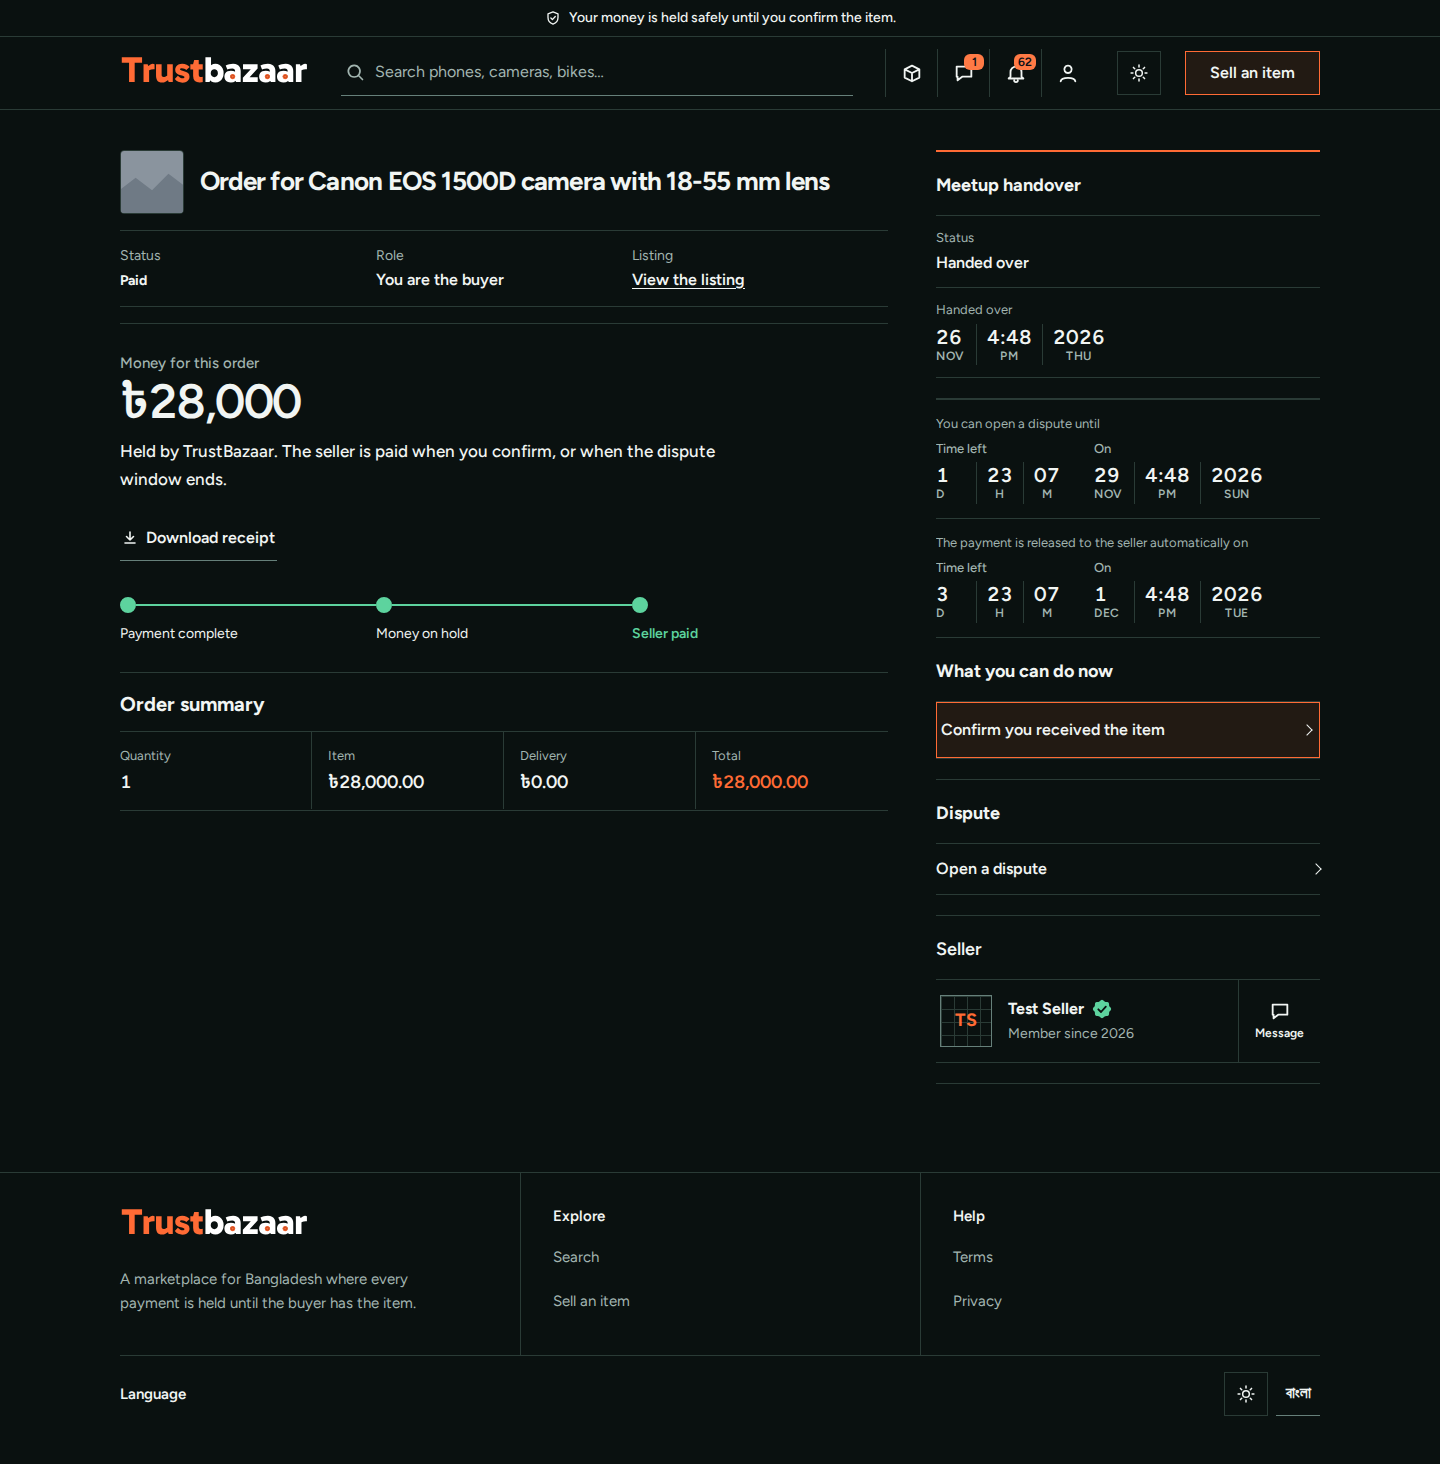 Your money is held safely until you confirm the item.
Trustbazaar
Search phones, cameras, bikes...
1
62
Sell an item
Order for Canon EOS 1500D camera with 18-55 mm lens
Status
Role
Listing
Paid
You are the buyer
View the listing
Money for this order
৳28,000
Held by TrustBazaar. The seller is paid when you confirm, or when the dispute
window ends.
Download receipt
Payment complete
Money on hold
Seller paid
Order summary
Quantity
Item
Delivery
Total
1
৳28,000.00
৳0.00
৳28,000.00
Meetup handover
Status
Handed over
Handed over
26 4:48 2026
NOV PM THU
You can open a dispute until
Time left On
1 23 07 29 4:48 2026
D H M NOV PM SUN
The payment is released to the seller automatically on
Time left On
3 23 07 1 4:48 2026
D H M DEC PM TUE
What you can do now
Confirm you received the item
Dispute
Open a dispute
Seller
TS
Test Seller
Member since 2026
Message
Trustbazaar
A marketplace for Bangladesh where every
payment is held until the buyer has the item.
Explore
Search
Sell an item
Help
Terms
Privacy
Language
বাংলা